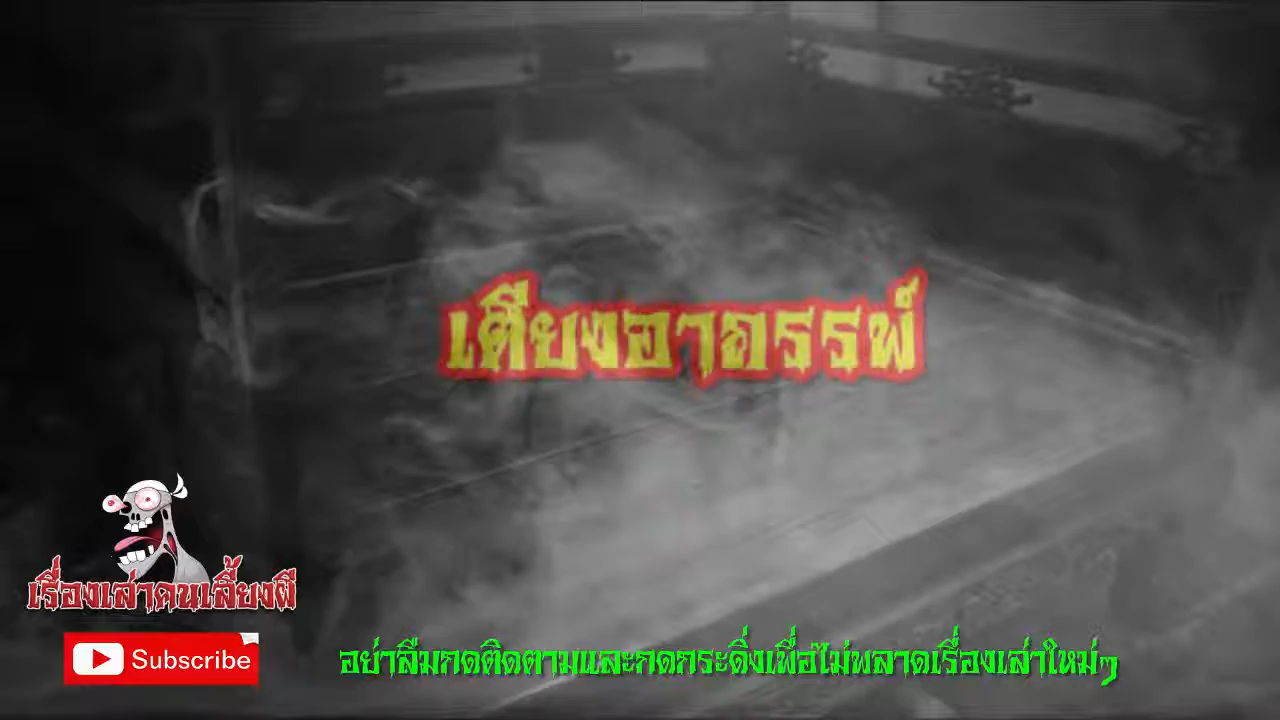 เตียงอาถรรพ์
เรื่องเล่าคนเลี้ยงผี
Subscribe
อย่าลืมกดติดตามและกดกระดิ่งเพื่อไม่พลาดเรื่องเล่าใหม่ๆ